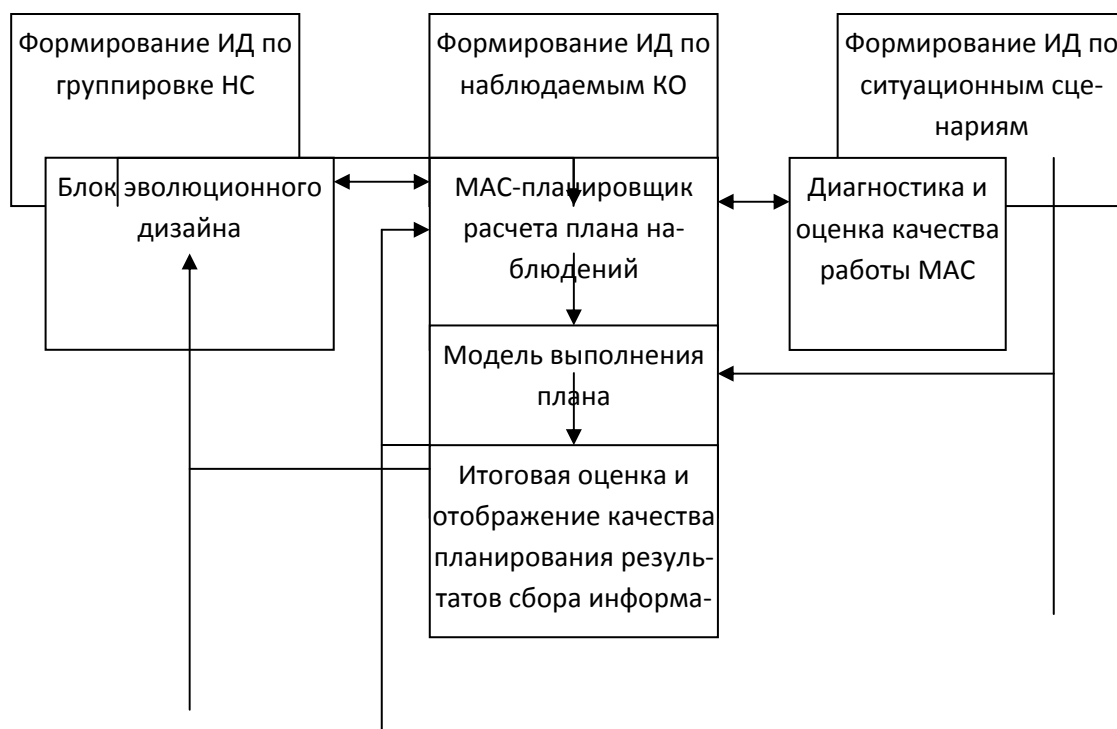 Формирование ИД по
группировке НС
Формирование ИД по
наблюдаемым КО
Формирование ИД по
ситуационным сце-
нариям
Блок эволюционного
дизайна
МАС-планировщик
расчета плана на-
блюдений
Диагностика и
оценка качества
работы МАС
Модель выполнения
плана
Итоговая оценка и
отображение качества
планирования резуль-
татов сбора информа-